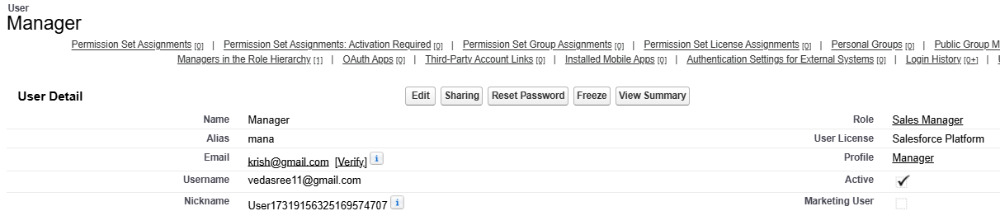 User
Manager
Permission Set Assignments [0] | Permission Set Assignments: Activation Required [0] | Permission Set Group Assignments [0] | Permission Set License Assignments [0] | Personal Groups [0] | Public Group M
Managers in the Role Hierarchy [1] | OAuth Apps [0] | Third-Party Account Links [0] | Installed Mobile Apps [0] | Authentication Settings for External Systems [0] | Login History [0+] |
User Detail Edit Sharing Reset Password Freeze View Summary
Name Manager Role Sales Manager
Alias mana User License Salesforce Platform
Email krish@gmail.com [Verify] i Profile Manager
Username vedasree11@gmail.com Active
Nickname User17319156325169574707 i Marketing User